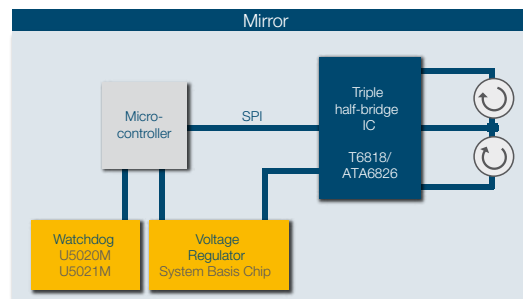 Mirror
Micro-
controller
SPI
Triple
half-bridge
IC
T6818/
ATA6826
Watchdog
U5020M
U5021M
Voltage
Regulator
System Basis Chip